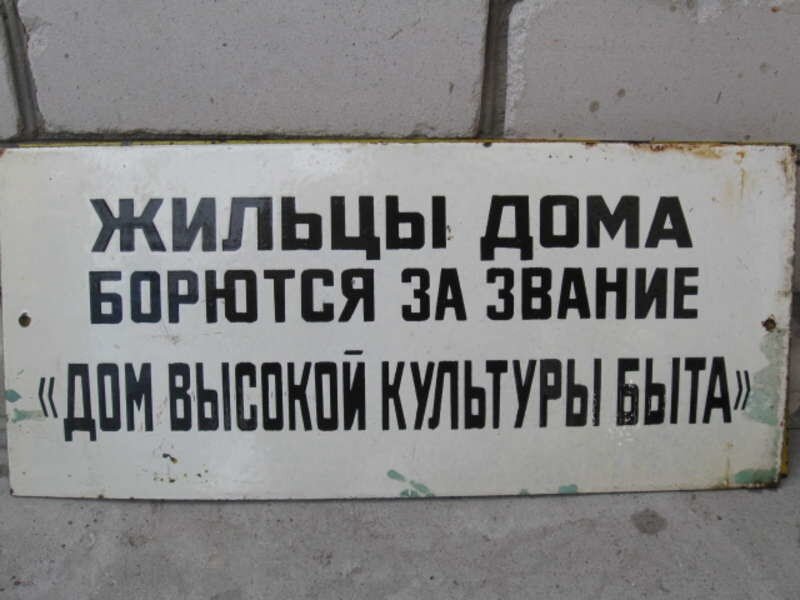 ЖИЛЬЦЫ ДОМА
БОРЮТСЯ ЗА ЗВАНИЕ
«ДОМ ВЫСОКОЙ КУЛЬТУРЫ БЫТА»